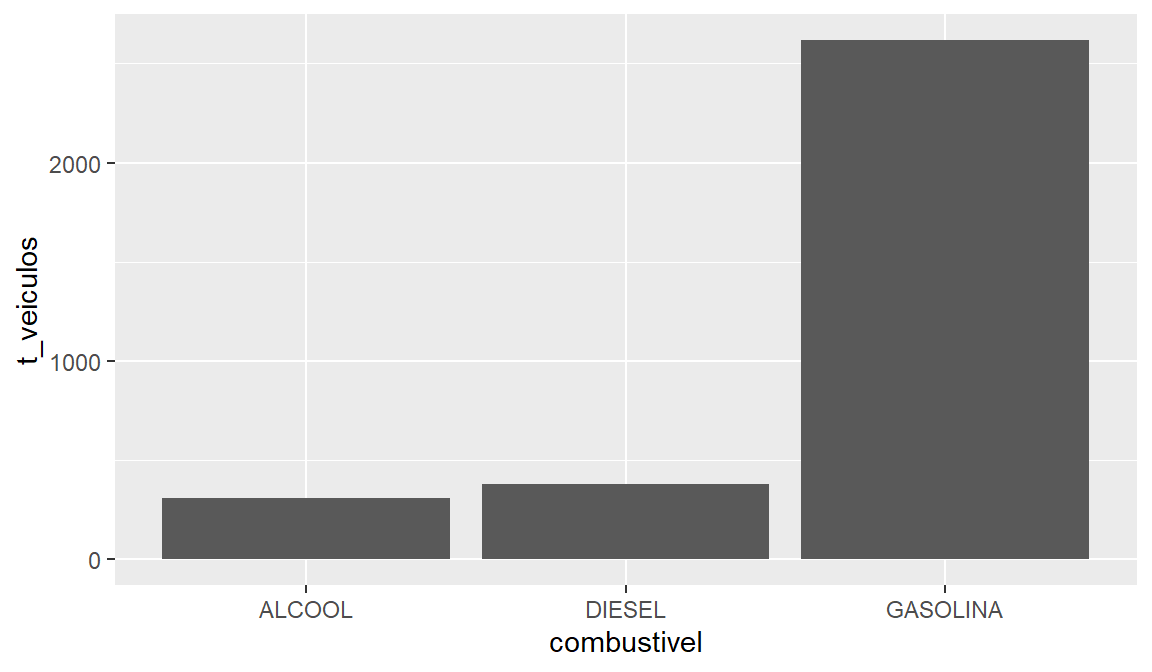 t_veiculos
2000
1000
0
ALCOOL
DIESEL
GASOLINA
combustivel